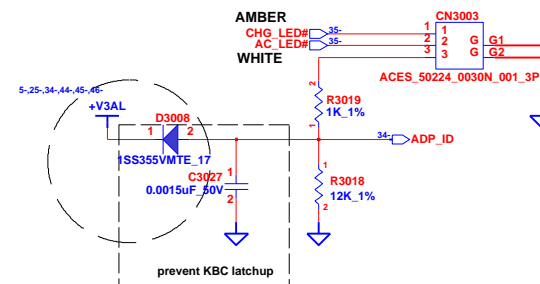 AMBER
CN3003
CHG_LED# 35- 1 1
AC_LED# 35- 2 2 G G1
3 3 G G2
WHITE
ACES_50224_0030N_001_3P
5-,25-,34-,44-,45-,46-
+V3AL
2
R3019
1K_1%
1
D3008
1 2
34- ADP_ID
1SS355VMTE_17
C3027 1
0.0015uF_50V
2
1
R3018
12K_1%
2
prevent KBC latchup